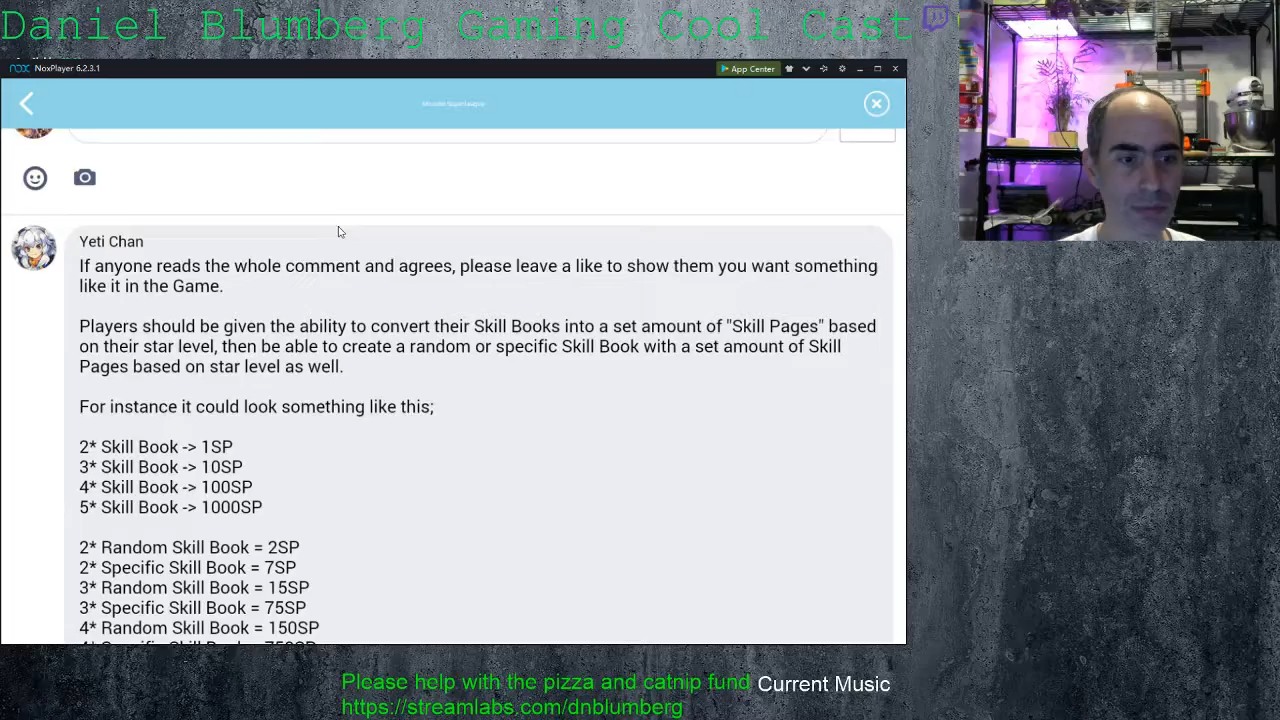 Daniel Blumberg Gaming Cool Cast
nox NoxPlayer 6.2.3.1
App Center
Yeti Chan
If anyone reads the whole comment and agrees, please leave a like to show them you want something
like it in the Game.
Players should be given the ability to convert their Skill Books into a set amount of "Skill Pages" based
on their star level, then be able to create a random or specific Skill Book with a set amount of Skill
Pages based on star level as well.
For instance it could look something like this;
2* Skill Book -> 1SP
3* Skill Book -> 10SP
4* Skill Book -> 100SP
5* Skill Book -> 1000SP
2* Random Skill Book = 2SP
2* Specific Skill Book = 7SP
3* Random Skill Book = 15SP
3* Specific Skill Book = 75SP
4* Random Skill Book = 150SP
4* Specific Skill Book = 750SP
Please help with the pizza and catnip fund
https://streamlabs.com/dnblumberg
Current Music